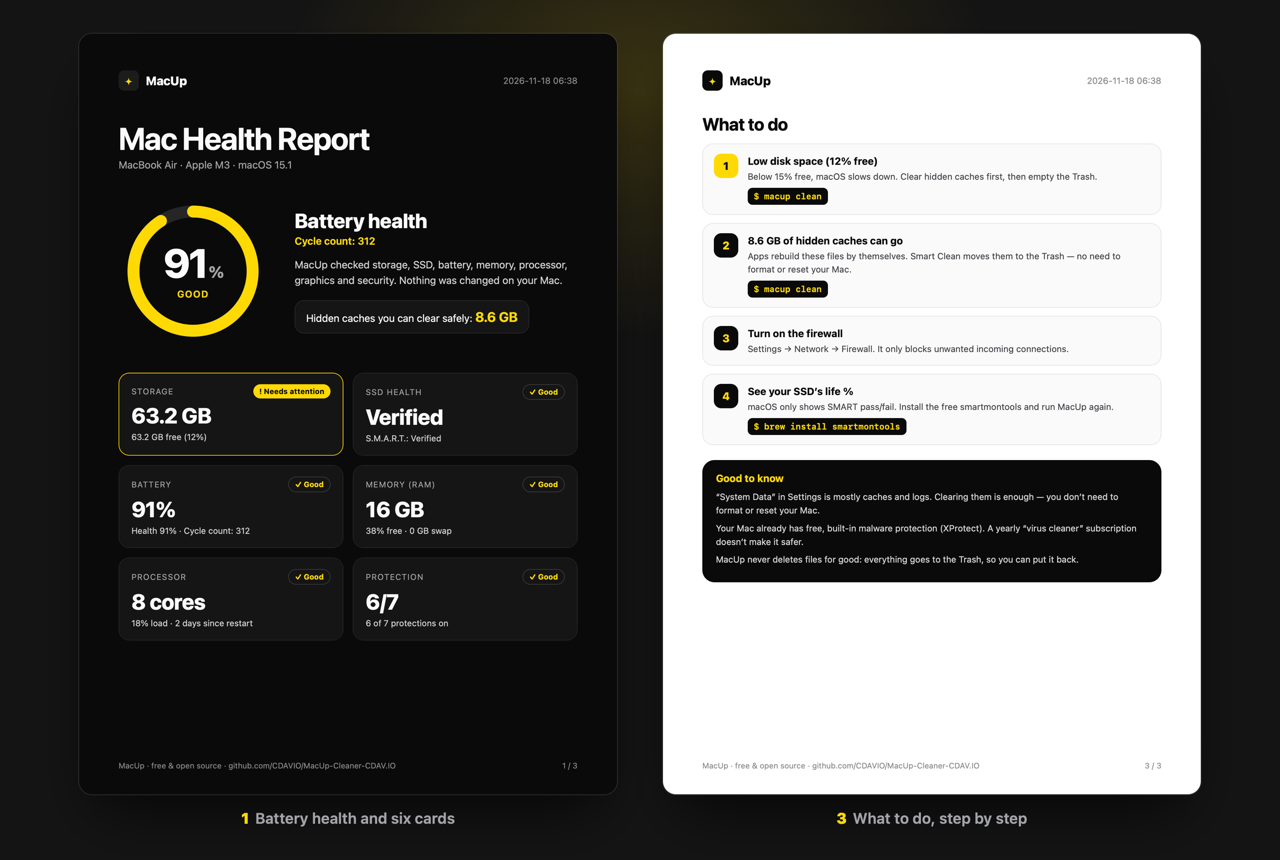 MacUp
2026-11-18 06:38
Mac Health Report
MacBook Air · Apple M3 · macOS 15.1
91%
GOOD
Battery health
Cycle count: 312
MacUp checked storage, SSD, battery, memory, processor,
graphics and security. Nothing was changed on your Mac.
Hidden caches you can clear safely: 8.6 GB
STORAGE
! Needs attention
63.2 GB
63.2 GB free (12%)
SSD HEALTH
✓ Good
Verified
S.M.A.R.T.: Verified
BATTERY
✓ Good
91%
Health 91% · Cycle count: 312
MEMORY (RAM)
✓ Good
16 GB
38% free · 0 GB swap
PROCESSOR
✓ Good
8 cores
18% load · 2 days since restart
PROTECTION
✓ Good
6/7
6 of 7 protections on
MacUp · free & open source · github.com/CDAVIO/MacUp-Cleaner-CDAV.IO
1 / 3
1 Battery health and six cards
MacUp
2026-11-18 06:38
What to do
1
Low disk space (12% free)
Below 15% free, macOS slows down. Clear hidden caches first, then empty the Trash.
$ macup clean
2
8.6 GB of hidden caches can go
Apps rebuild these files by themselves. Smart Clean moves them to the Trash — no need to
format or reset your Mac.
$ macup clean
3
Turn on the firewall
Settings → Network → Firewall. It only blocks unwanted incoming connections.
4
See your SSD's life %
macOS only shows SMART pass/fail. Install the free smartmontools and run MacUp again.
$ brew install smartmontools
Good to know
“System Data” in Settings is mostly caches and logs. Clearing them is enough — you don't need to
format or reset your Mac.
Your Mac already has free, built-in malware protection (XProtect). A yearly “virus cleaner” subscription
doesn't make it safer.
MacUp never deletes files for good: everything goes to the Trash, so you can put it back.
MacUp · free & open source · github.com/CDAVIO/MacUp-Cleaner-CDAV.IO
3 / 3
3 What to do, step by step